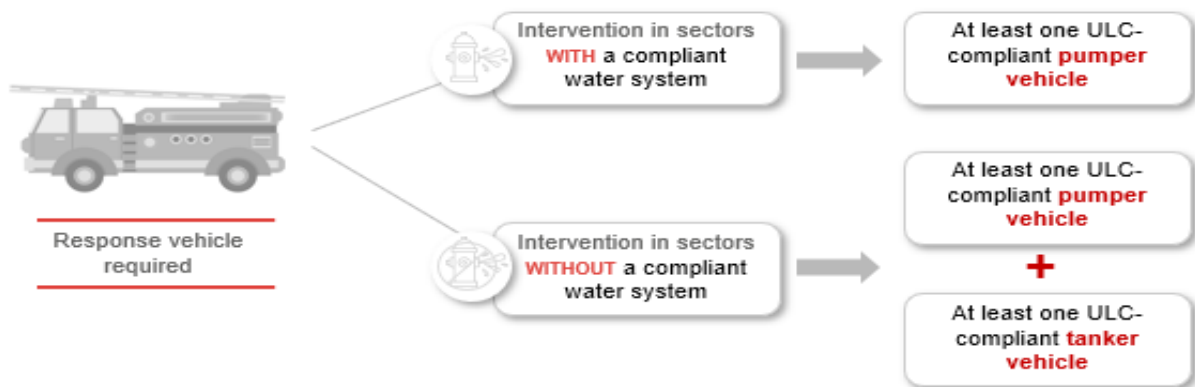 Response vehicle
required
Intervention in sectors
WITH a compliant
water system
At least one ULC-
compliant pumper
vehicle
Intervention in sectors
WITHOUT a compliant
water system
At least one ULC-
compliant pumper
vehicle
+
At least one ULC-
compliant tanker
vehicle